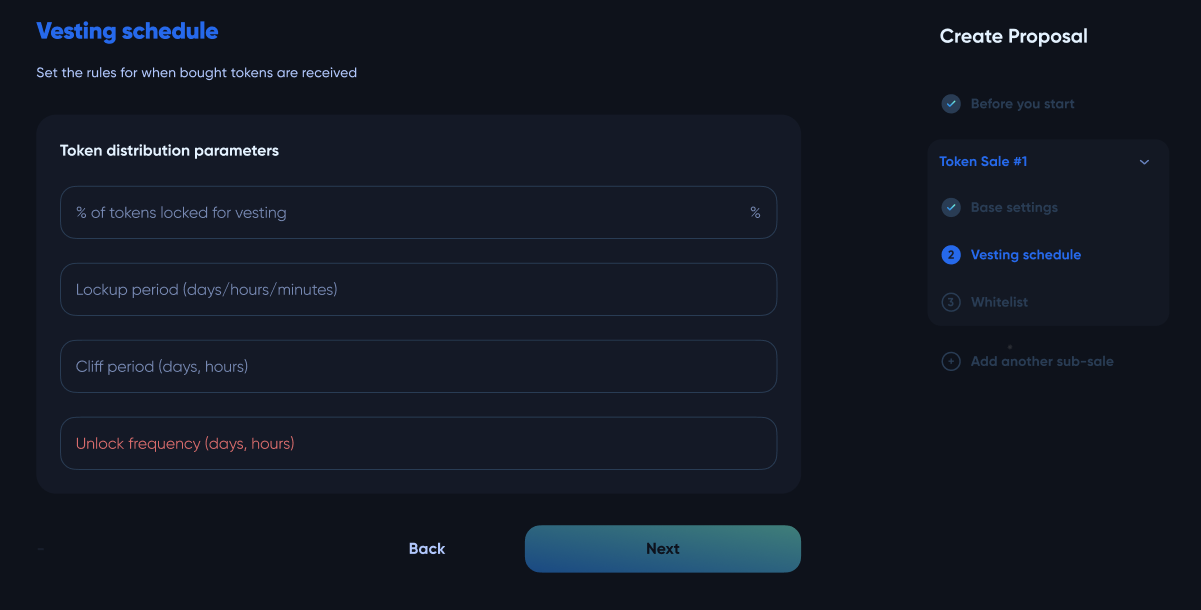 Vesting schedule
Set the rules for when bought tokens are received
Token distribution parameters
% of tokens locked for vesting %
Lockup period (days/hours/minutes)
Cliff period (days, hours)
Unlock frequency (days, hours)
Back Next
Create Proposal
Before you start
Token Sale #1
Base settings
2 Vesting schedule
3 Whitelist
+ Add another sub-sale